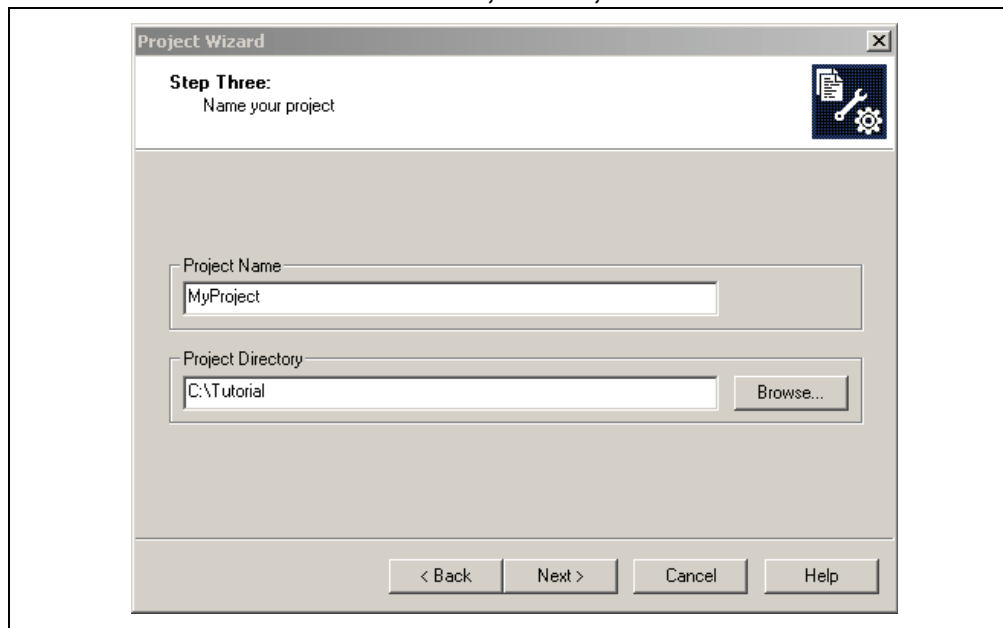 Project Wizard
Step Three:
Name your project
Project Name
MyProject
Project Directory
C:\Tutorial
Browse...
< Back
Next >
Cancel
Help